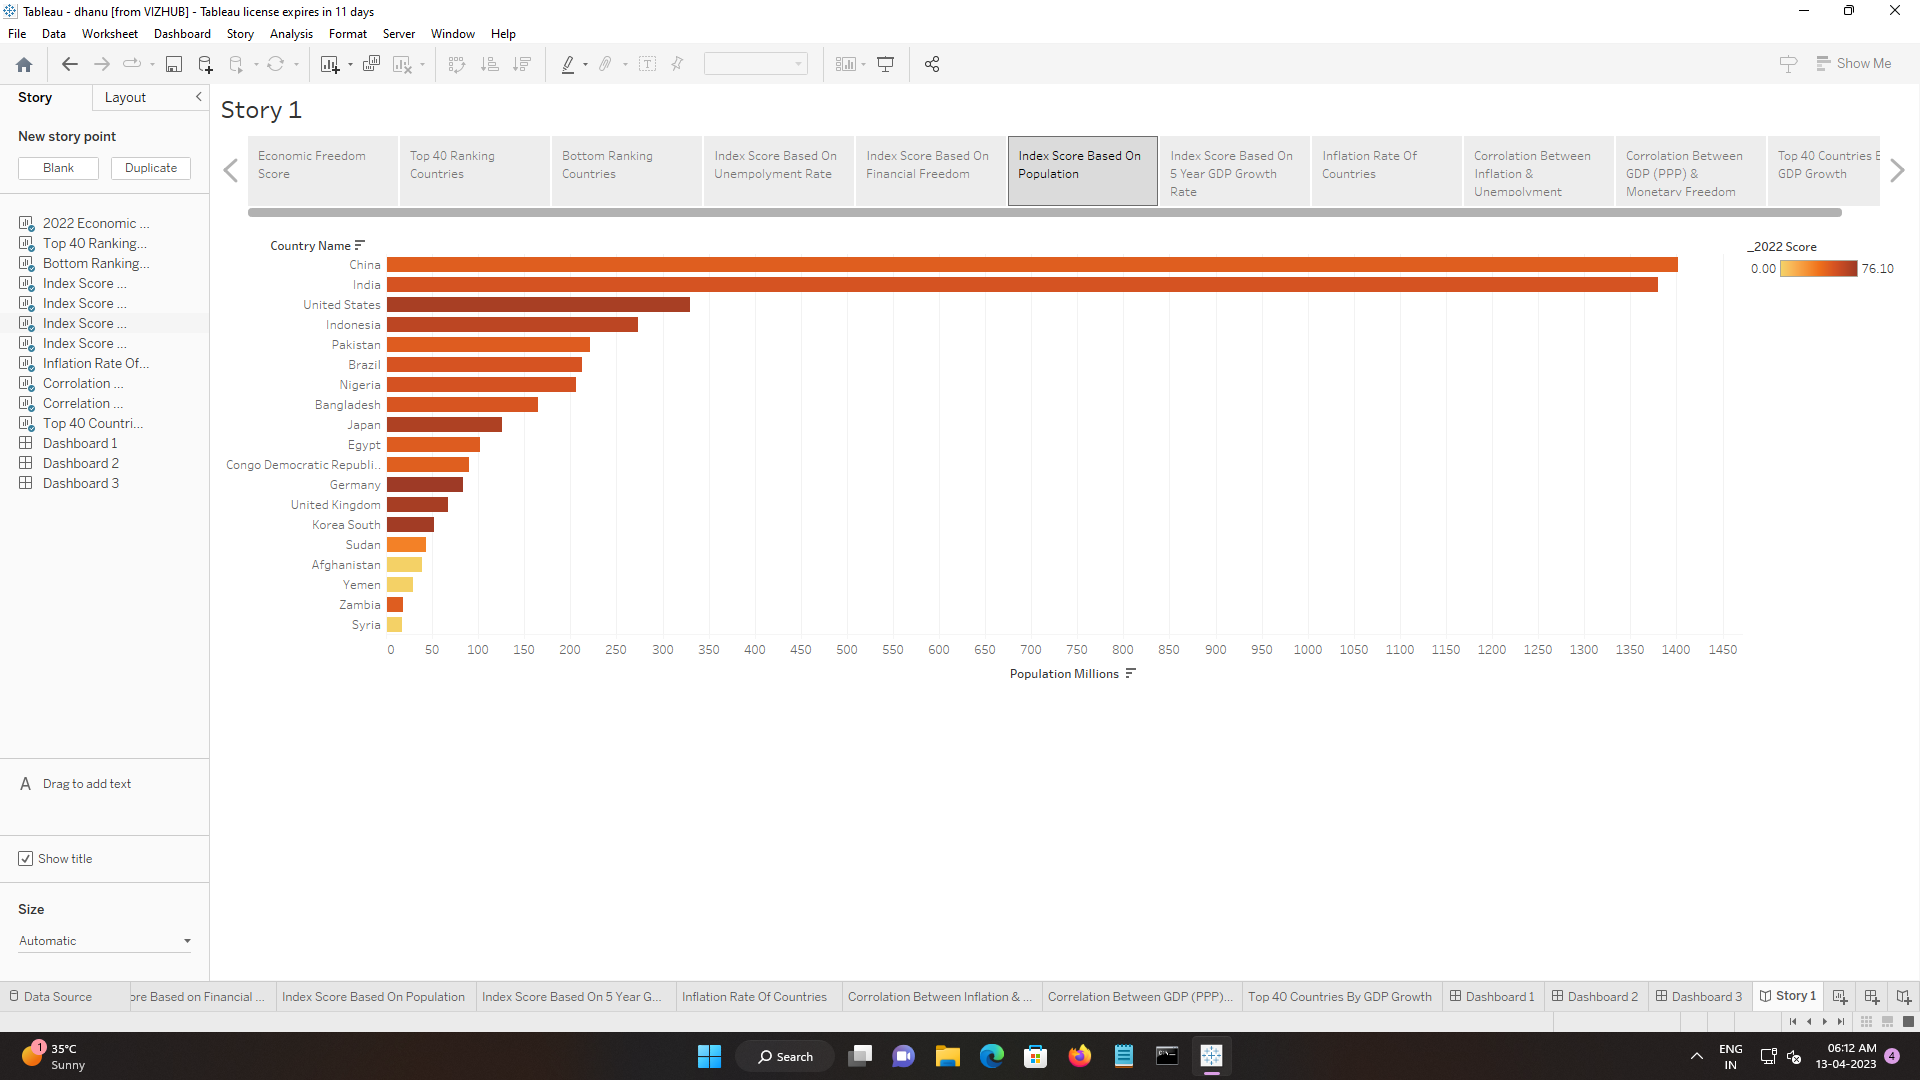 Tableau - dhanu [from VIZHUB] - Tableau license expires in 11 days
File Data Worksheet Dashboard Story Analysis Format Server Window Help
Show Me
Story Layout
New story point
Blank Duplicate
2022 Economic ...
Top 40 Ranking...
Bottom Ranking...
Index Score ...
Index Score ...
Index Score ...
Index Score ...
Inflation Rate Of...
Corrolation ...
Correlation ...
Top 40 Countri...
Dashboard 1
Dashboard 2
Dashboard 3
A Drag to add text
Show title
Size
Automatic
Story 1
Economic Freedom
Score
Top 40 Ranking
Countries
Bottom Ranking
Countries
Index Score Based On
Unempolyment Rate
Index Score Based On
Financial Freedom
Index Score Based On
Population
Index Score Based On
5 Year GDP Growth
Rate
Inflation Rate Of
Countries
Corrolation Between
Inflation &
Unempolyment
Corrolation Between
GDP (PPP) &
Monetary Freedom
Top 40 Countries B
GDP Growth
Country Name
China
India
United States
Indonesia
Pakistan
Brazil
Nigeria
Bangladesh
Japan
Egypt
Congo Democratic Republi..
Germany
United Kingdom
Korea South
Sudan
Afghanistan
Yemen
Zambia
Syria
0 50 100 150 200 250 300 350 400 450 500 550 600 650 700 750 800 850 900 950 1000 1050 1100 1150 1200 1250 1300 1350 1400 1450
Population Millions
_2022 Score
0.00 76.10
Data Source ore Based on Financial ... Index Score Based On Population Index Score Based On 5 Year G... Inflation Rate Of Countries Corrolation Between Inflation & ... Correlation Between GDP (PPP)... Top 40 Countries By GDP Growth Dashboard 1 Dashboard 2 Dashboard 3 Story 1
1
35°C
Sunny
Search
ENG
IN
06:12 AM
13-04-2023
4